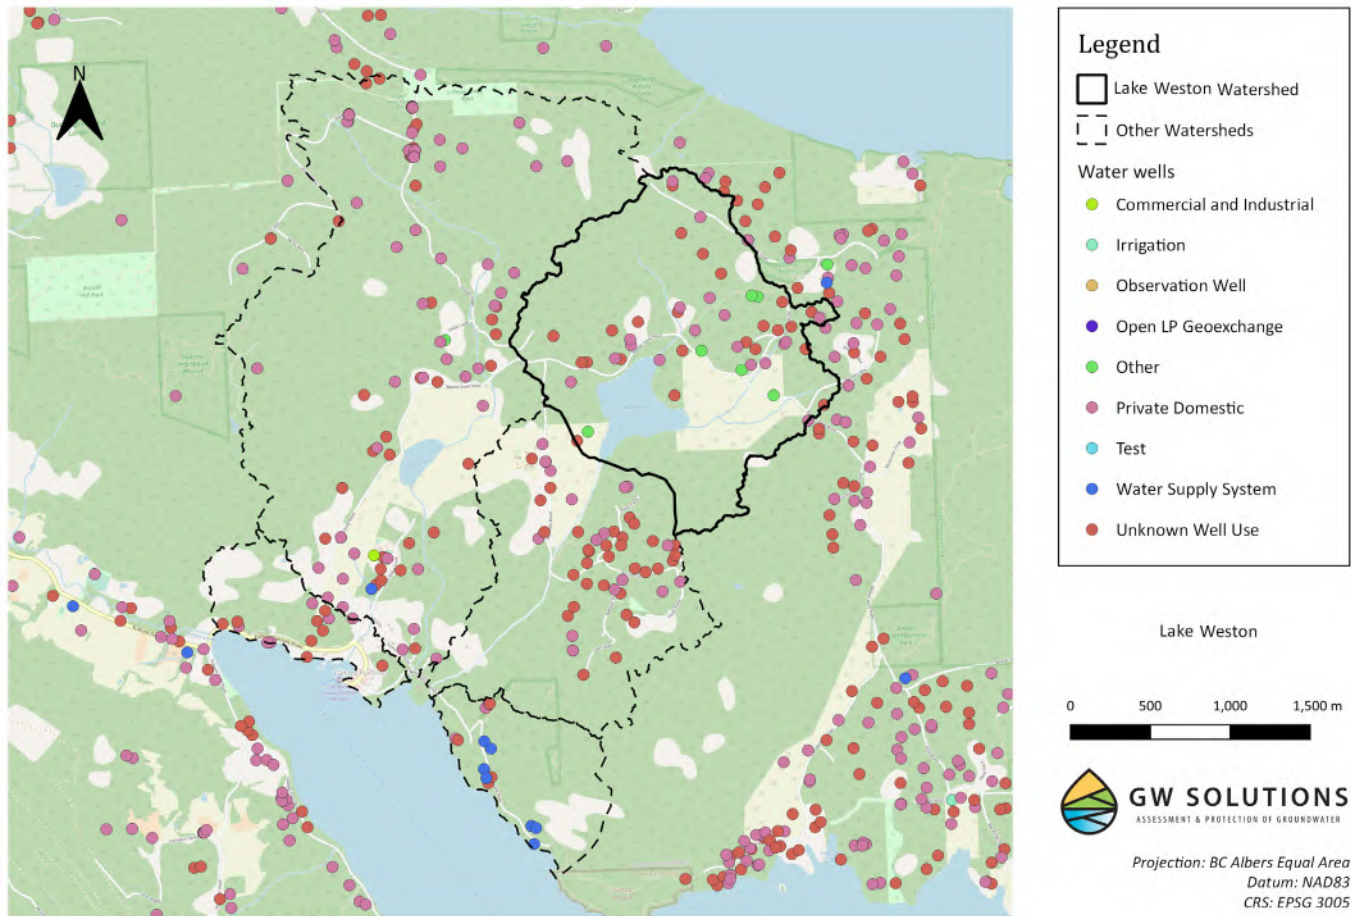 N
Legend
Lake Weston Watershed
Other Watersheds
Water wells
Commercial and Industrial
Irrigation
Observation Well
Open LP Geoexchange
Other
Private Domestic
Test
Water Supply System
Unknown Well Use
Lake Weston
0 500 1,000 1,500 m
GW SOLUTIONS
ASSESSMENT & PROTECTION OF GROUNDWATER
Projection: BC Albers Equal Area
Datum: NAD83
CRS: EPSG 3005